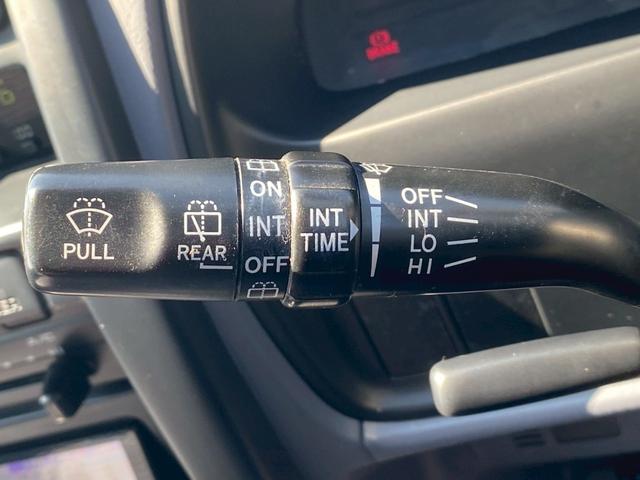 PULL
REAR
ON
INT
OFF
INT
TIME
OFF
INT
LO
HI